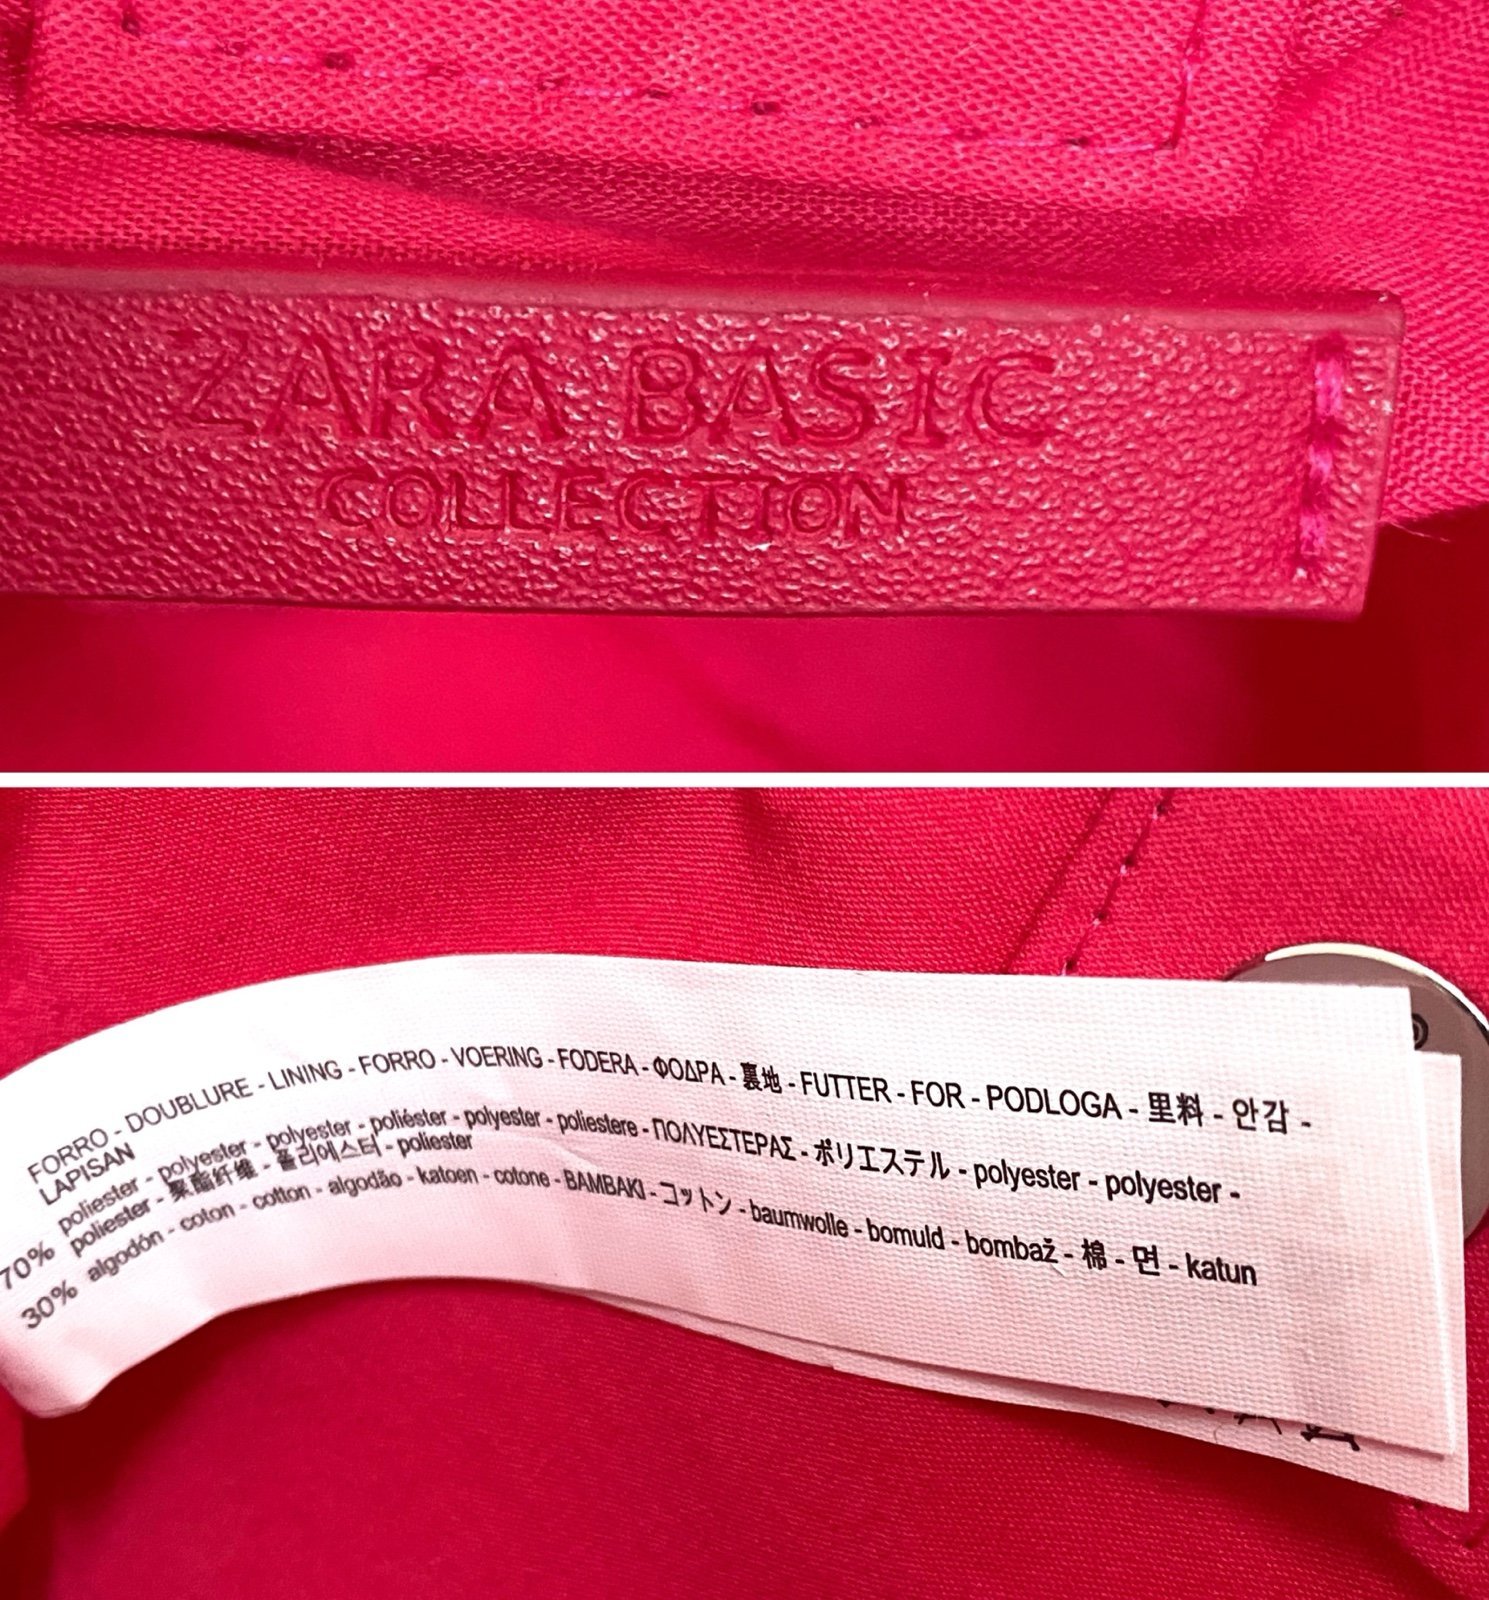 ZARA BASIC
COLLECTION
FORRO - DOUBLURE - LINING - FORRO - VOERING - FODERA - ΦΟΔΡΑ - 裏地 - FUTTER - FOR - PODLOGA - 里料 - 안감 -
LAPISAN
70% poliester - polyester - polyester - poliéster - polyester - poliestere - ΠΟΛΥΕΣΤΕΡΑΣ - ポリエステル - polyester - polyester -
poliester - 聚酯纤维 - 폴리에스터 - poliester
30% algodón - coton - cotton - algodão - katoen - cotone - BAMBAKI - コットン - baumwolle - bomuld - bombaž - 棉 - 면 - katun
®